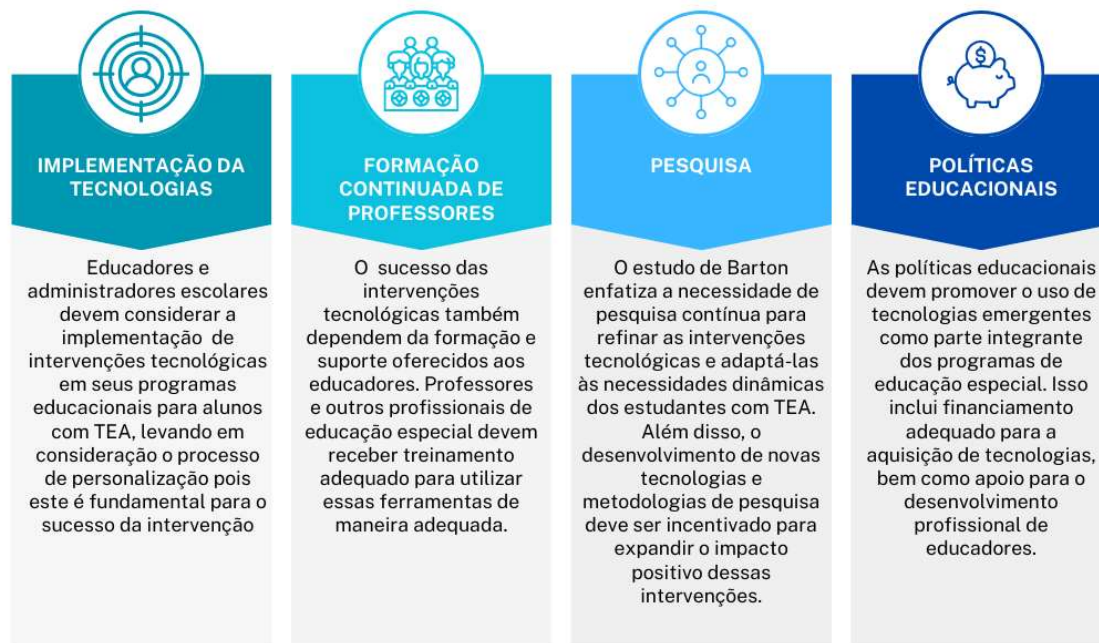 IMPLEMENTAÇÃO DA
TECNOLOGIAS
Educadores e
administradores escolares
devem considerar a
implementação de
intervenções tecnológicas
em seus programas
educacionais para alunos
com TEA, levando em
consideração o processo
de personalização pois
este é fundamental para o
sucesso da intervenção
FORMAÇÃO
CONTINUADA DE
PROFESSORES
O sucesso das
intervenções
tecnológicas também
dependem da formação e
suporte oferecidos aos
educadores. Professores
e outros profissionais de
educação especial devem
receber treinamento
adequado para utilizar
essas ferramentas de
maneira adequada.
PESQUISA
O estudo de Barton
enfatiza a necessidade de
pesquisa contínua para
refinar as intervenções
tecnológicas e adaptá-las
às necessidades dinâmicas
dos estudantes com TEA.
Além disso, o
desenvolvimento de novas
tecnologias e
metodologias de pesquisa
deve ser incentivado para
expandir o impacto
positivo dessas
intervenções.
$
POLÍTICAS
EDUCACIONAIS
As políticas educacionais
devem promover o uso de
tecnologias emergentes
como parte integrante
dos programas de
educação especial. Isso
inclui financiamento
adequado para a
aquisição de tecnologias,
bem como apoio para o
desenvolvimento
profissional de
educadores.